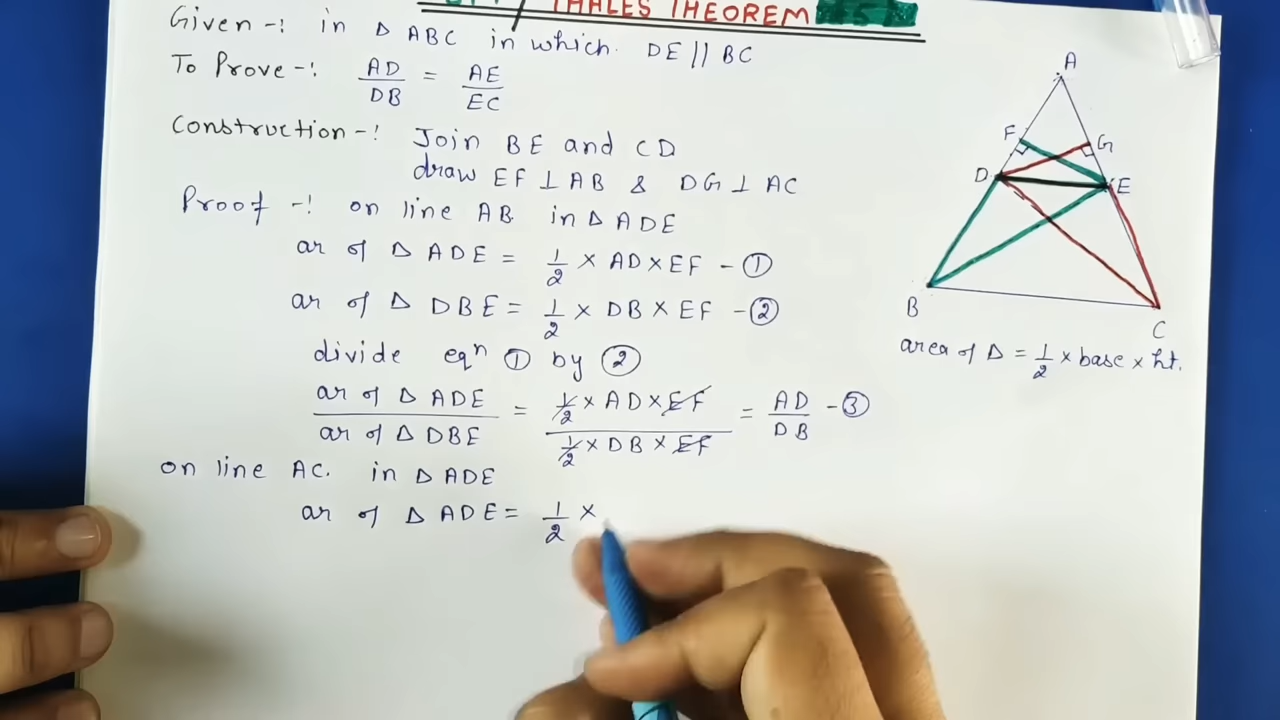 THALES THEOREM
Given -: in Δ ABC in which. DE || BC
To Prove -: AD/DB = AE/EC
Construction -: Join BE and CD
draw EF ⊥ AB & DG ⊥ AC
Proof -: on line AB in Δ ADE
ar of Δ ADE = 1/2 × AD × EF - ①
ar of Δ DBE = 1/2 × DB × EF - ②
divide eqn ① by ②
ar of Δ ADE / ar of Δ DBE = 1/2 × AD × EF / 1/2 × DB × EF = AD/DB - ③
on line AC. in Δ ADE
ar of Δ ADE = 1/2 ×
A
F
G
D
E
B
C
area of Δ = 1/2 × base × ht.